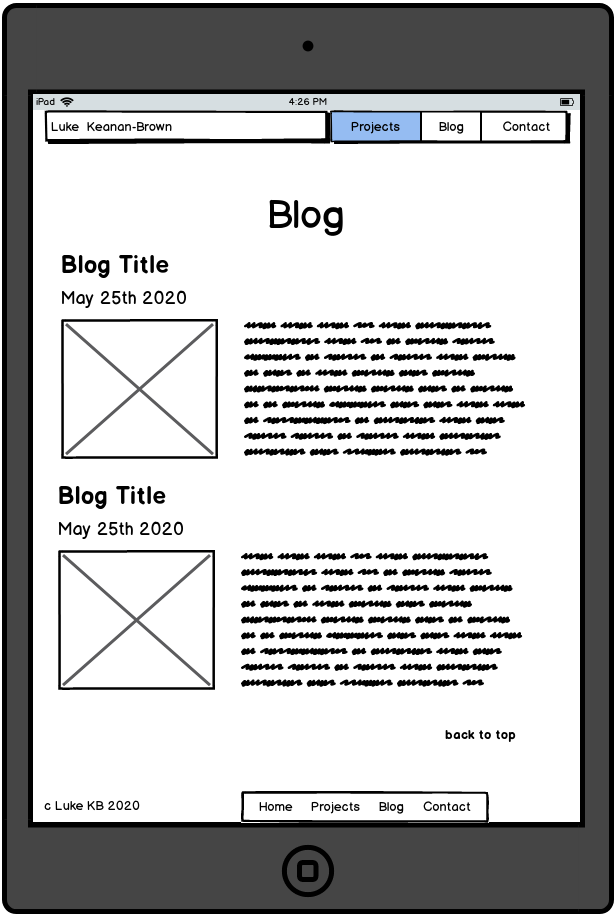 iPad 4:26 PM
Luke Keanan-Brown Projects Blog Contact
Blog
Blog Title
May 25th 2020
Blog Title
May 25th 2020
back to top
c Luke KB 2020 Home Projects Blog Contact